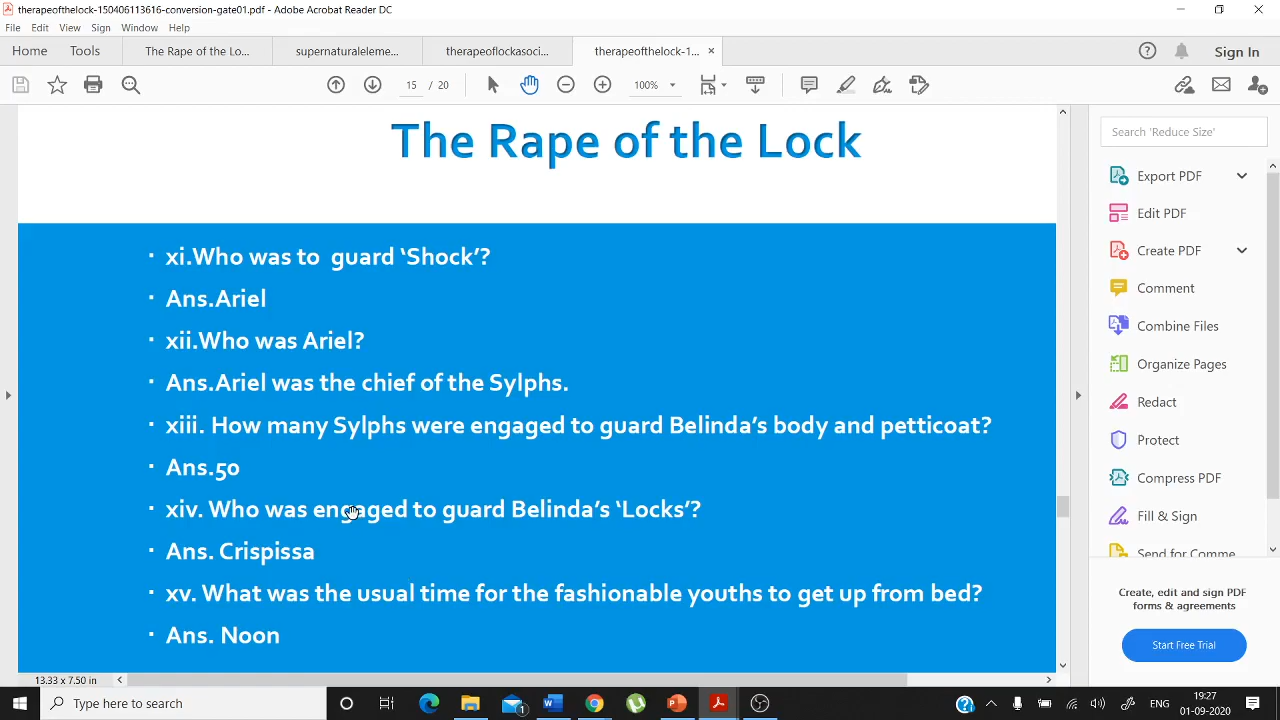 therapeofthelock-150406113616-conversion-gate01.pdf - Adobe Acrobat Reader DC
File Edit View Sign Window Help
Home Tools The Rape of the Lo... supernaturaleleme... therapeoflockasoci... therapeofthelock-1... × Sign In
15 / 20 100%
The Rape of the Lock
· xi.Who was to guard ‘Shock’?
· Ans.Ariel
· xii.Who was Ariel?
· Ans.Ariel was the chief of the Sylphs.
· xiii. How many Sylphs were engaged to guard Belinda’s body and petticoat?
· Ans.50
· xiv. Who was engaged to guard Belinda’s ‘Locks’?
· Ans. Crispissa
· xv. What was the usual time for the fashionable youths to get up from bed?
· Ans. Noon
Search 'Reduce Size'
Export PDF
Edit PDF
Create PDF
Comment
Combine Files
Organize Pages
Redact
Protect
Compress PDF
Fill & Sign
Send for Comme
Create, edit and sign PDF
forms & agreements
Start Free Trial
13.33 x 7.50 in
Type here to search
1
ENG
19:27
01-09-2020